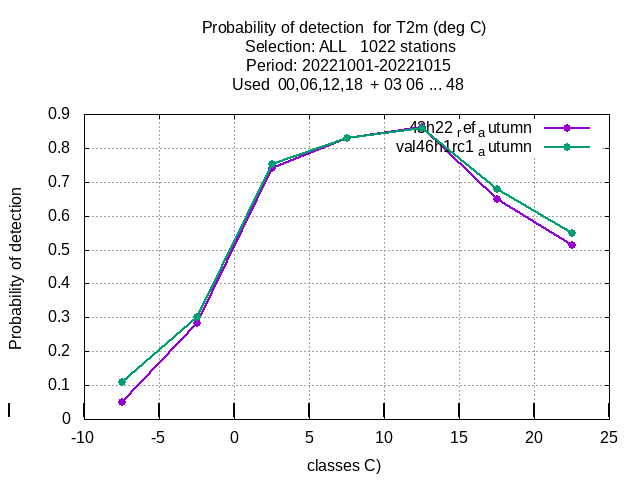 Probability of detection for T2m (deg C)
Selection: ALL 1022 stations
Period: 20221001-20221015
Used 00,06,12,18 + 03 06 ... 48
0.9
0.8
0.7
0.6
0.5
0.4
0.3
0.2
0.1
0
Probability of detection
h22 ref autumn
val46h1rc1 autumn
-10 -5 0 5 10 15 20 25
classes C)